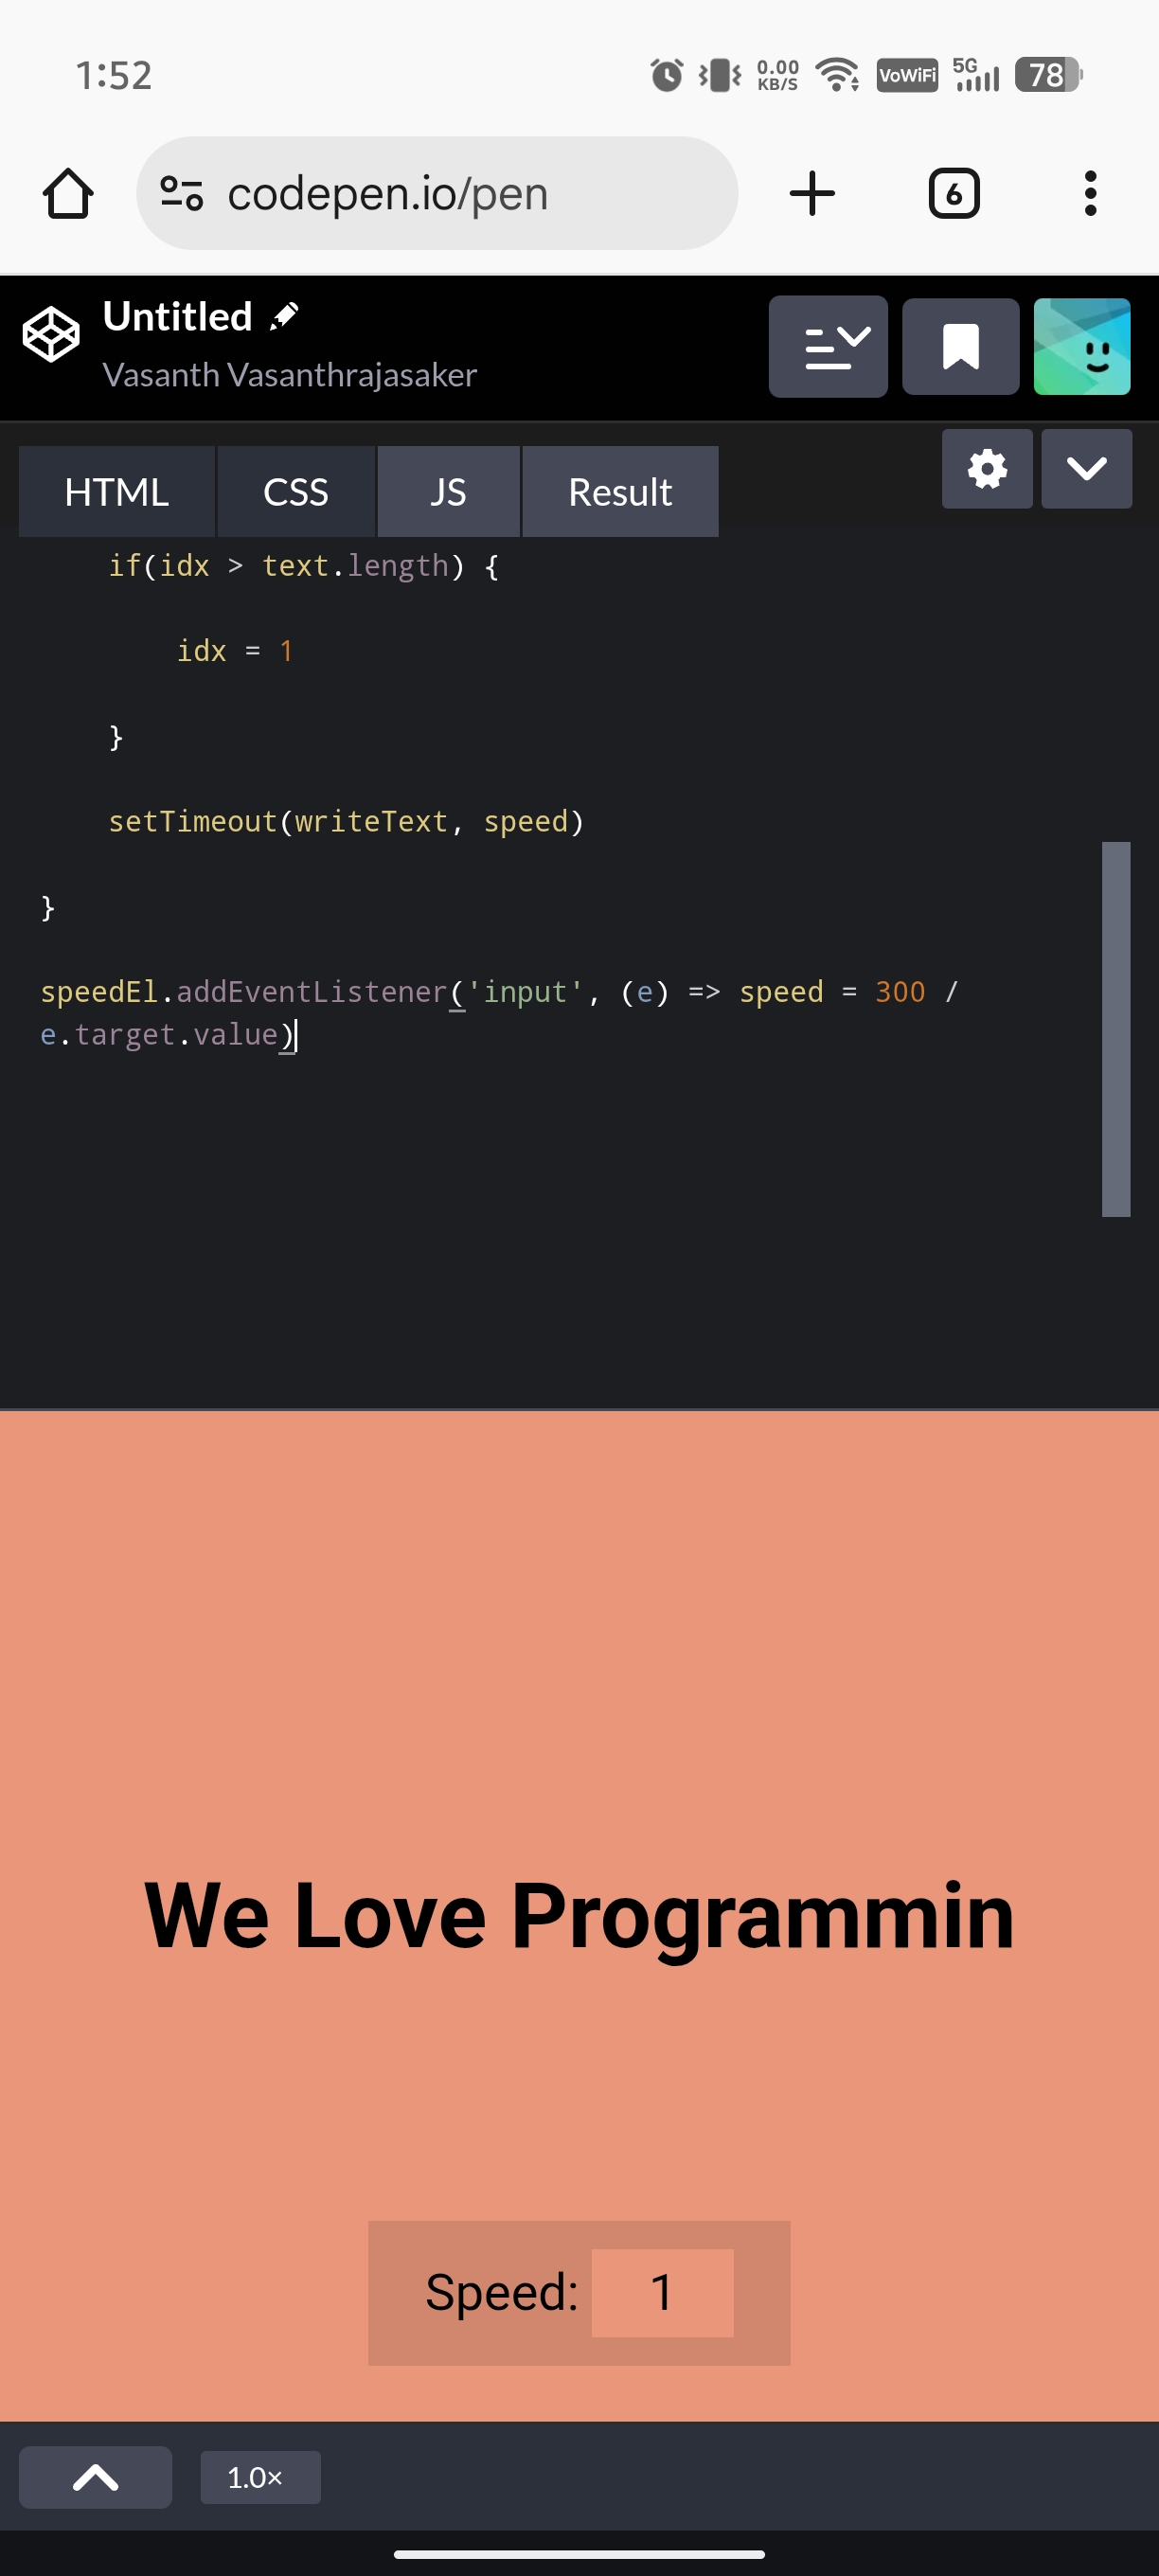 1:52
0.00
KB/S
VoWiFi
5G
78
codepen.io/pen
6
Untitled
Vasanth Vasanthrajasaker
HTML CSS JS Result
if(idx > text.length) {
idx = 1
}
setTimeout(writeText, speed)
}
speedEl.addEventListener('input', (e) => speed = 300 /
e.target.value)
We Love Programmin
Speed: 1
1.0×